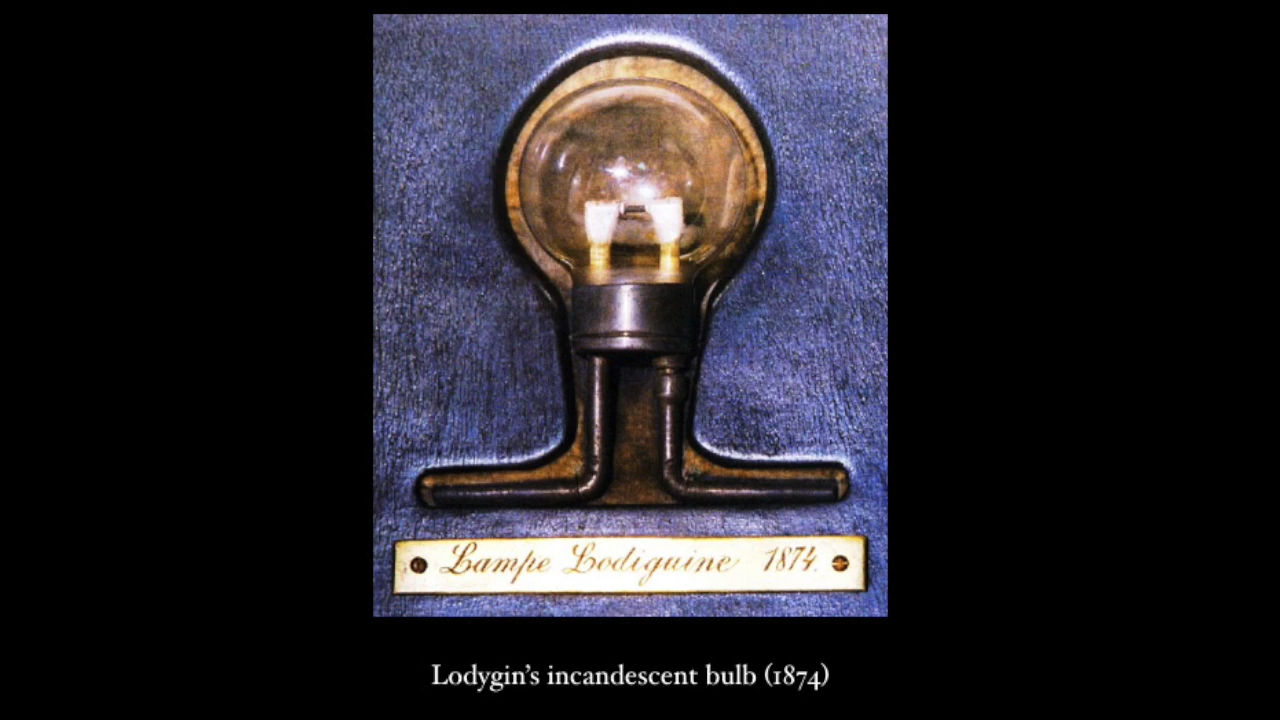 Lampe Lodiguine 1874.
Lodygin’s incandescent bulb (1874)